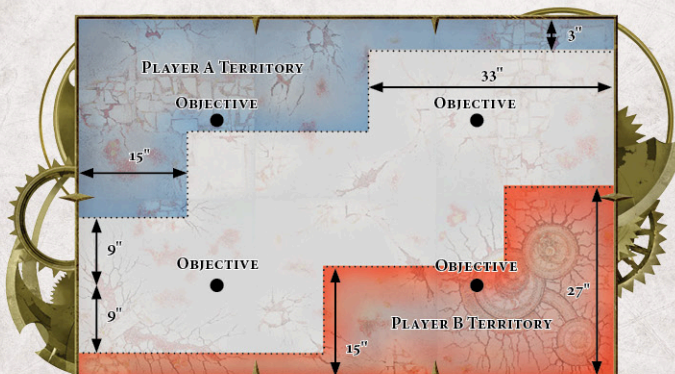 3"
Player A Territory
33"
Objective
Objective
15"
9"
Objective
Objective
27"
9"
Player B Territory
15"